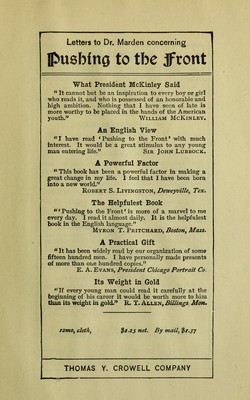 Letters to Dr. Marden concerning
Pushing to the Front
What President McKinley Said
"It cannot but be an inspiration to every boy or girl
who reads it, and who is possessed of an honorable and
high ambition. Nothing that I have seen of late is
more worthy to be placed in the hands of the American
youth." WILLIAM MCKINLEY.
An English View
"I have read 'Pushing to the Front' with much
interest. It would be a great stimulus to any young
man entering life." SIR JOHN LUBBOCK.
A Powerful Factor
"This book has been a powerful factor in making a
great change in my life. I feel that I have been born
into a new world."
ROBERT S. LIVINGSTON, Deweyville, Tex.
The Helpfulest Book
"'Pushing to the Front' is more of a marvel to me
every day. I read it almost daily. It is the helpfulest
book in the English language."
MYRON T. PRITCHARD, Boston, Mass.
A Practical Gift
"It has been widely read by our organization of some
fifteen hundred men. I have personally made presents
of more than one hundred copies."
E. A. EVANS, President Chicago Portrait Co.
Its Weight in Gold
"If every young man could read it carefully at the
beginning of his career it would be worth more to him
than its weight in gold." R. T. ALLEN, Billings, Mon.
12mo, cloth, $1.25 net. By mail, $1.37
THOMAS Y. CROWELL COMPANY